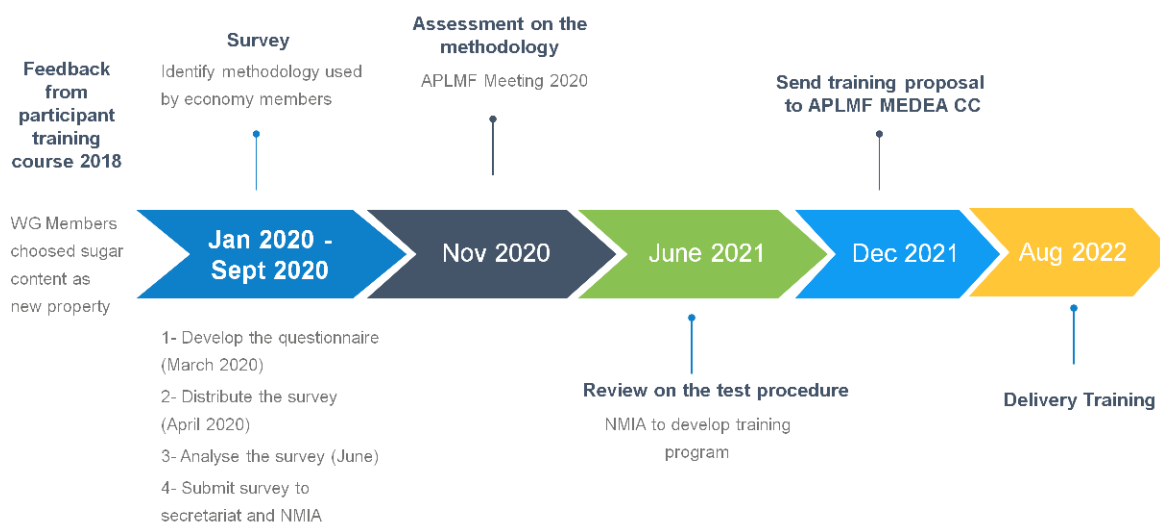 Feedback
from
participant
training
course 2018
WG Members
choosed sugar
content as
new property
Survey
Identify methodology used
by economy members
Jan 2020 -
Sept 2020
1- Develop the questionnaire
(March 2020)
2- Distribute the survey
(April 2020)
3- Analyse the survey (June)
4- Submit survey to
secretariat and NMIA
Assessment on the
methodology
APLMF Meeting 2020
Nov 2020
June 2021
Review on the test procedure
NMIA to develop training
program
Send training proposal
to APLMF MEDEA CC
Dec 2021
Aug 2022
Delivery Training